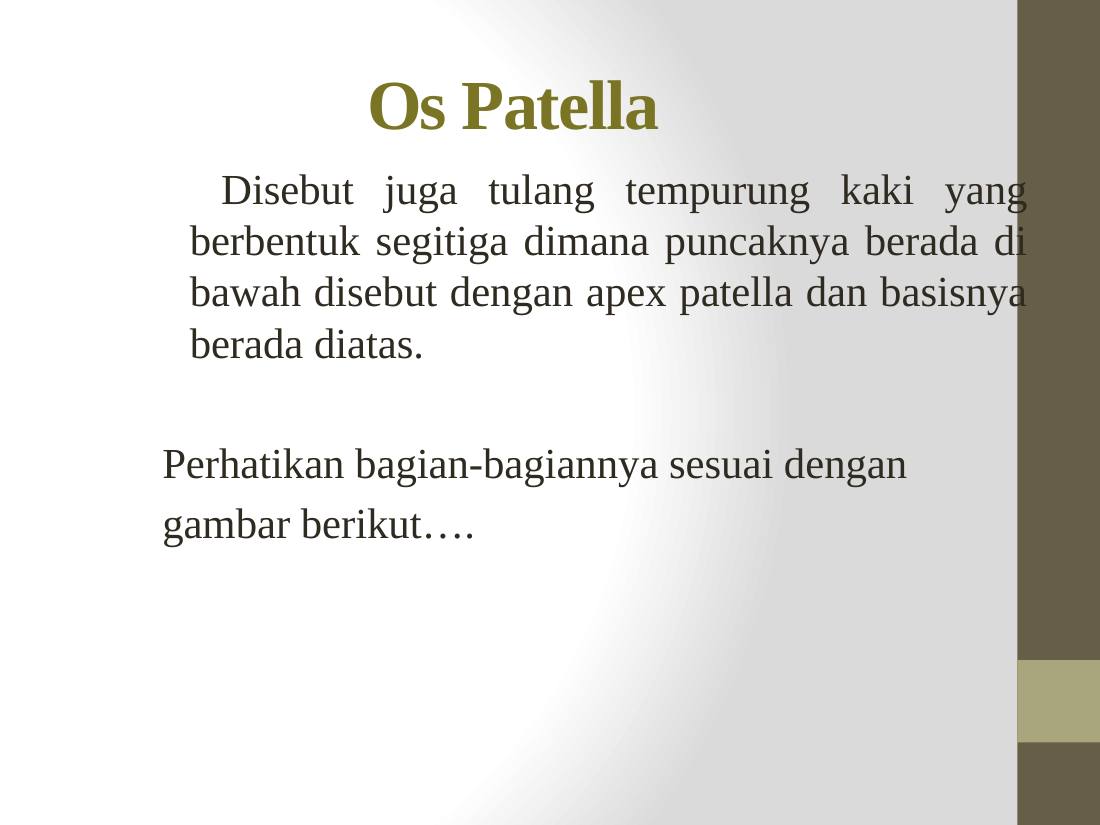 Os Patella
Disebut juga tulang tempurung kaki yang
berbentuk segitiga dimana puncaknya berada di
bawah disebut dengan apex patella dan basisnya
berada diatas.
Perhatikan bagian-bagiannya sesuai dengan
gambar berikut….